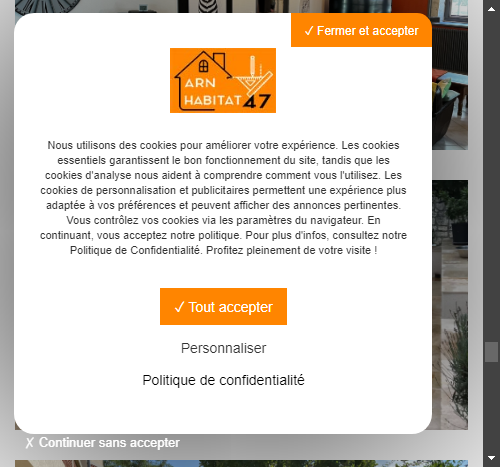 ✓ Fermer et accepter
ARN
HABITAT 47
Nous utilisons des cookies pour améliorer votre expérience. Les cookies
essentiels garantissent le bon fonctionnement du site, tandis que les
cookies d'analyse nous aident à comprendre comment vous l'utilisez. Les
cookies de personnalisation et publicitaires permettent une expérience plus
adaptée à vos préférences et peuvent afficher des annonces pertinentes.
Vous contrôlez vos cookies via les paramètres du navigateur. En
continuant, vous acceptez notre politique. Pour plus d'infos, consultez notre
Politique de Confidentialité. Profitez pleinement de votre visite !
✓ Tout accepter
Personnaliser
Politique de confidentialité
✗ Continuer sans accepter